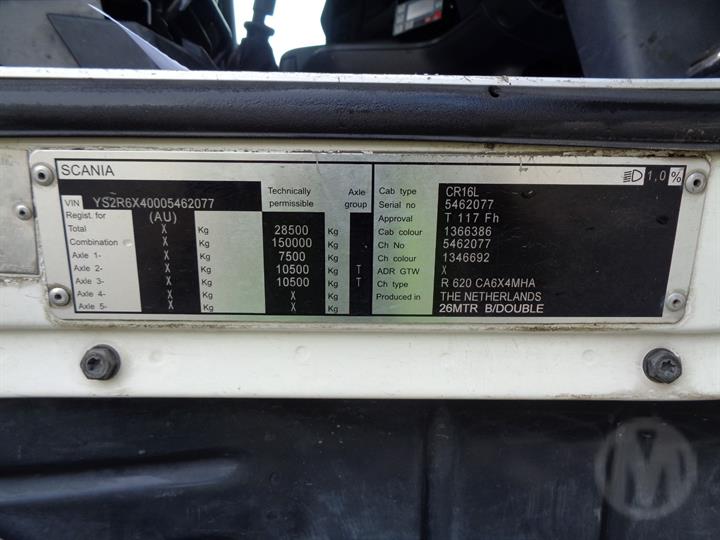 SCANIA 1,0%
VIN YS2R6X40005462077 Technically permissible Axle group Cab type CR16L
Serial no 5462077
Regist. for (AU) Approval T 117 Fh
Total X Kg 28500 Kg Cab colour 1366386
Combination X Kg 150000 Kg Ch No 5462077
Axle 1- X Kg 7500 Kg Ch colour 1346692
Axle 2- X Kg 10500 Kg T ADR GTW X
Axle 3- X Kg 10500 Kg T Ch type R 620 CA6X4MHA
Axle 4- X Kg X Kg Produced in THE NETHERLANDS
Axle 5- X Kg X Kg 26MTR B/DOUBLE
M